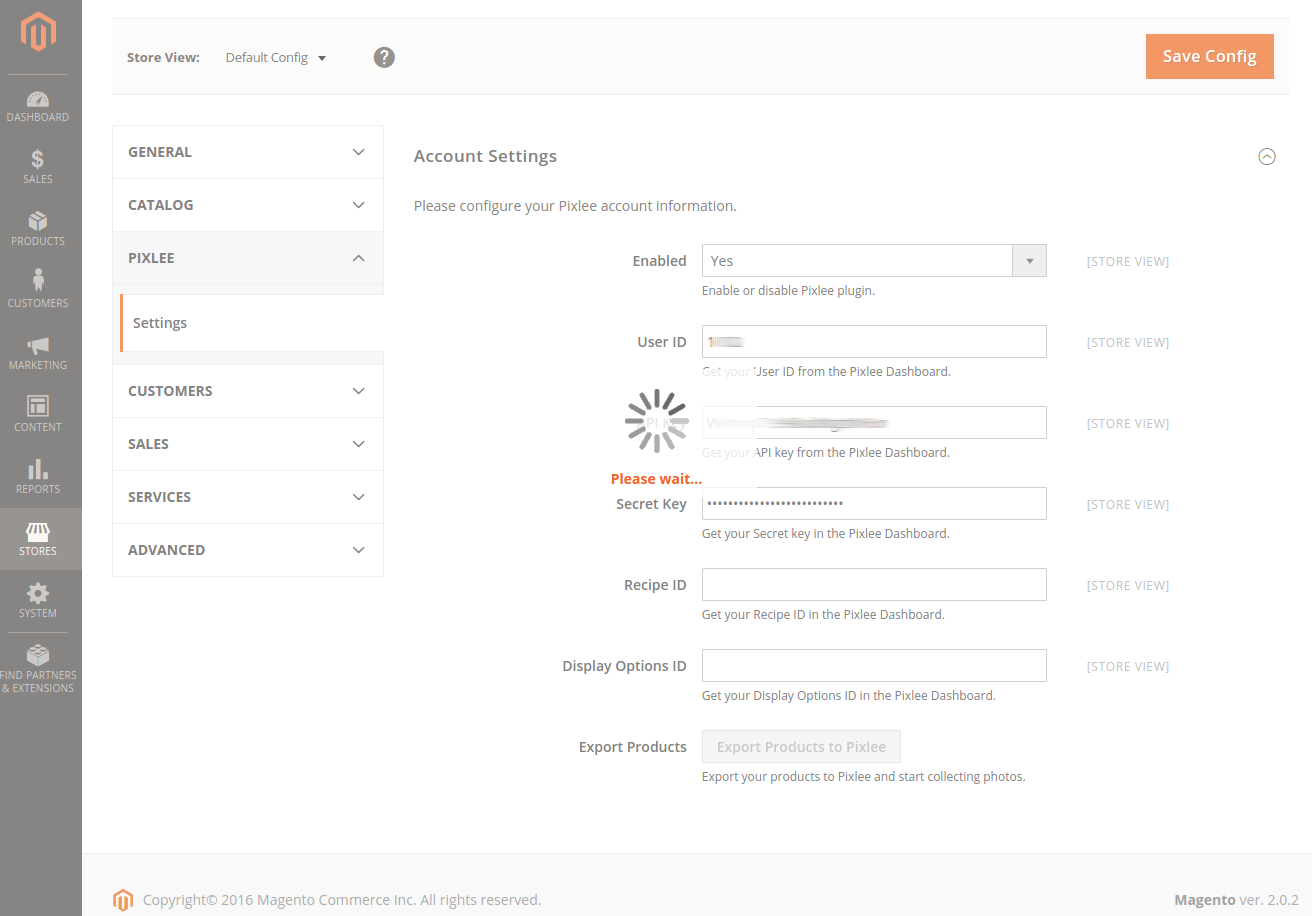 Store View: Default Config ?
Save Config
DASHBOARD
SALES
PRODUCTS
CUSTOMERS
MARKETING
CONTENT
REPORTS
STORES
SYSTEM
FIND PARTNERS
& EXTENSIONS
GENERAL
CATALOG
PIXLEE
Settings
CUSTOMERS
SALES
SERVICES
ADVANCED
Account Settings
Please configure your Pixlee account information.
Enabled Yes [STORE VIEW]
Enable or disable Pixlee plugin.
User ID [STORE VIEW]
Get your User ID from the Pixlee Dashboard.
API Key [STORE VIEW]
Get your API key from the Pixlee Dashboard.
Please wait...
Secret Key [STORE VIEW]
Get your Secret key in the Pixlee Dashboard.
Recipe ID [STORE VIEW]
Get your Recipe ID in the Pixlee Dashboard.
Display Options ID [STORE VIEW]
Get your Display Options ID in the Pixlee Dashboard.
Export Products Export Products to Pixlee
Export your products to Pixlee and start collecting photos.
Copyright© 2016 Magento Commerce Inc. All rights reserved.
Magento ver. 2.0.2